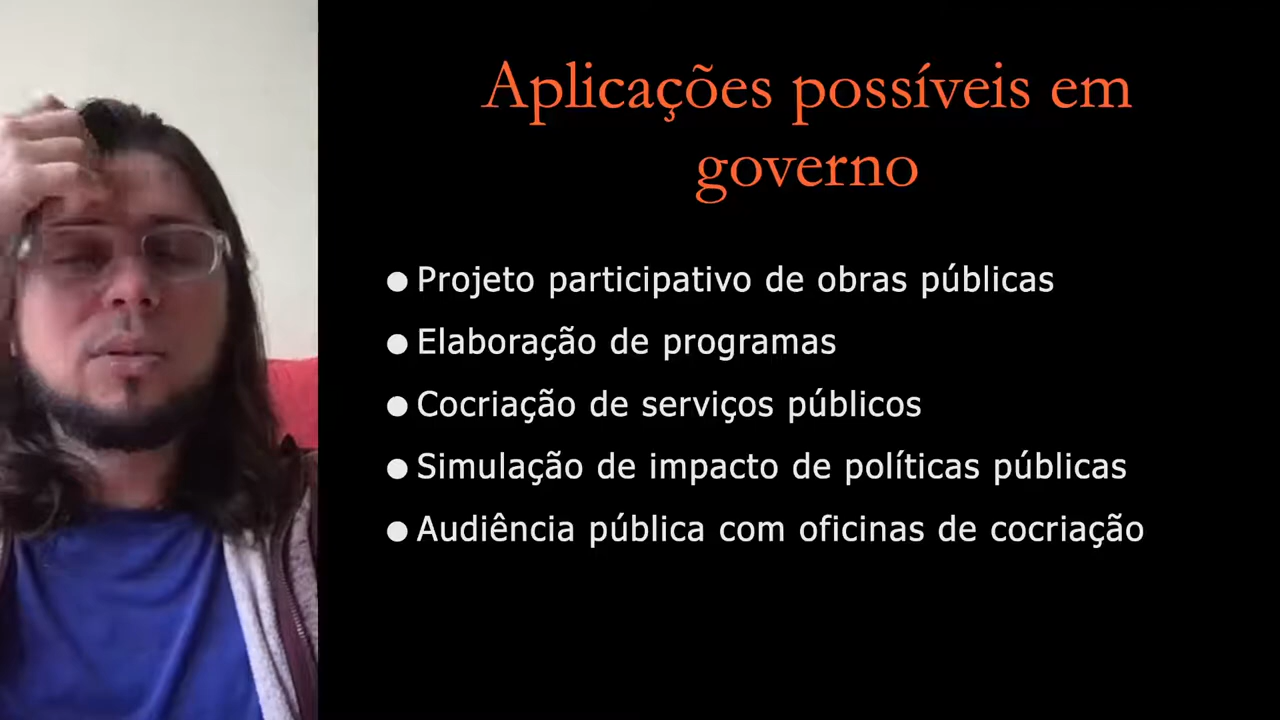 Aplicações possíveis em
governo
● Projeto participativo de obras públicas
● Elaboração de programas
● Cocriação de serviços públicos
● Simulação de impacto de políticas públicas
● Audiência pública com oficinas de cocriação